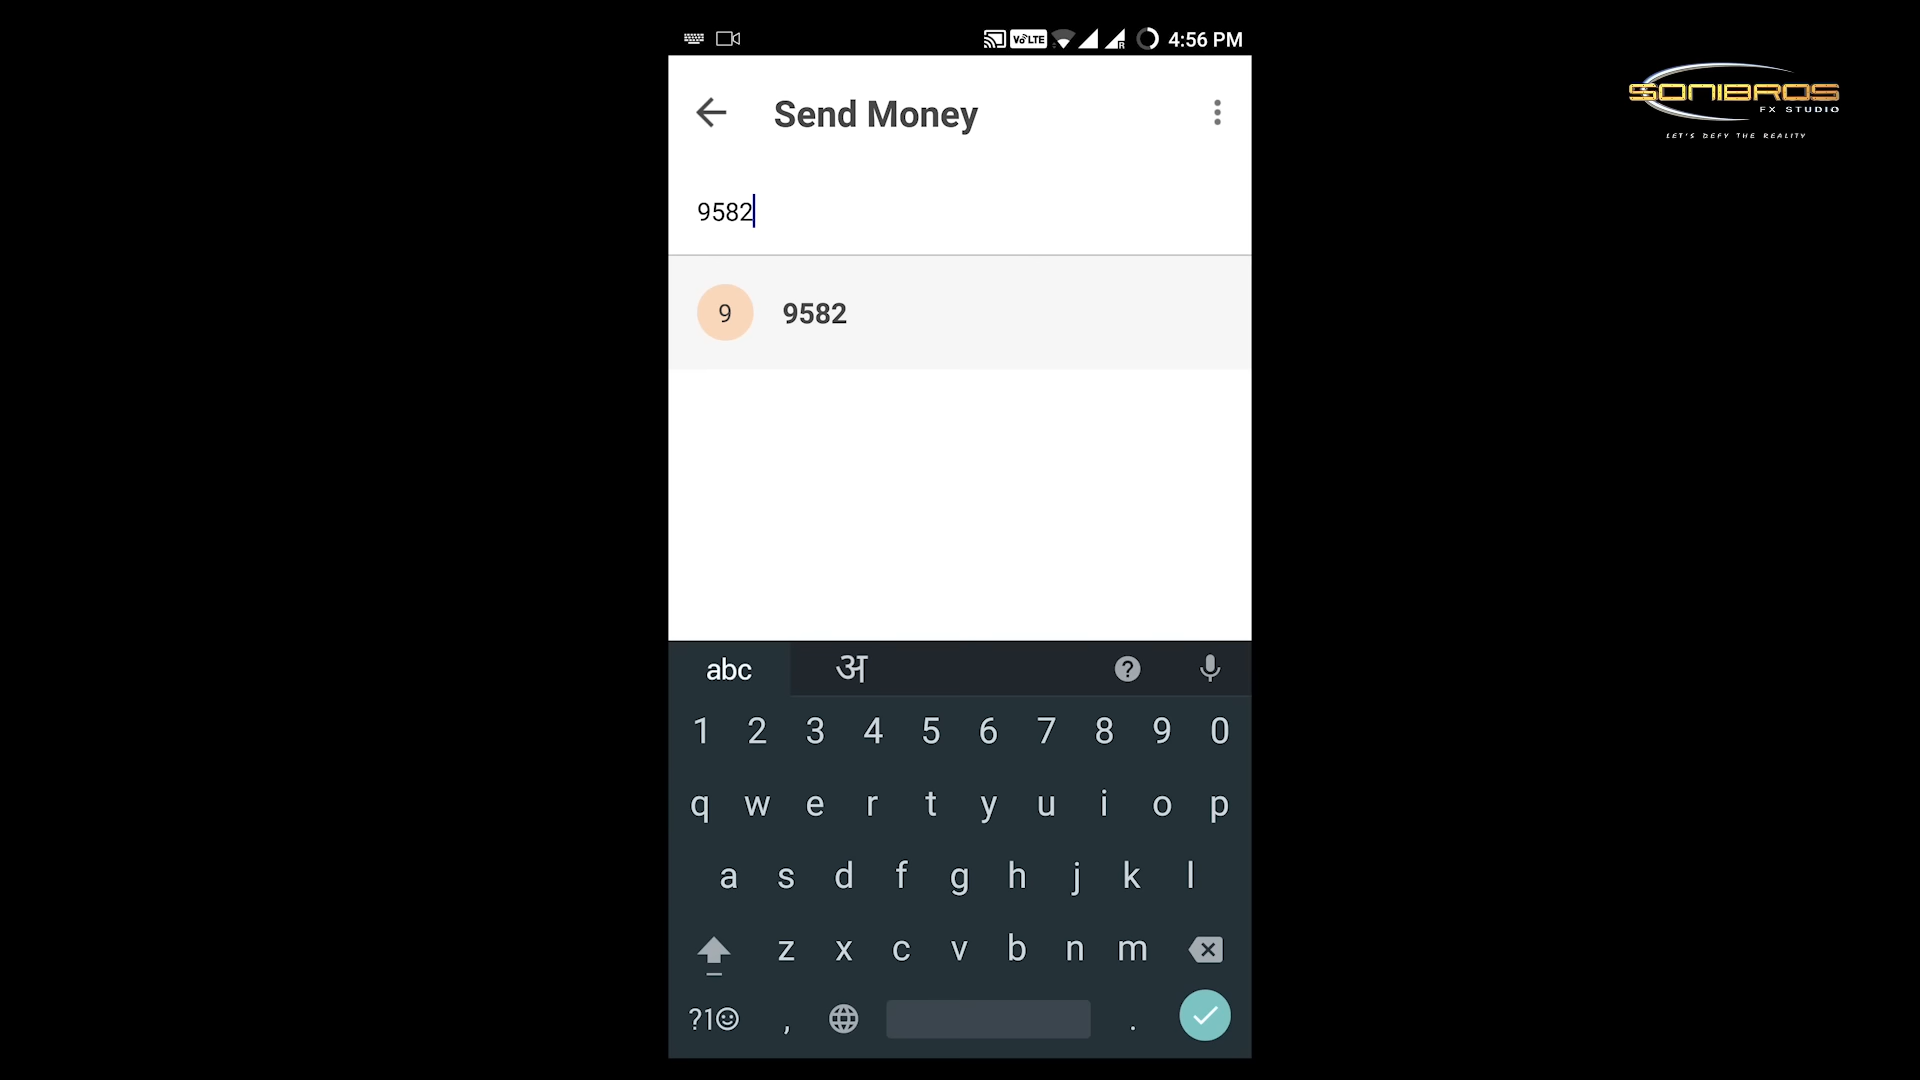 VoLTE R 4:56 PM
SONIBROS
FX STUDIO
LET'S DEFY THE REALITY
Send Money
9582
9 9582
abc अ ?
1 2 3 4 5 6 7 8 9 0
q w e r t y u i o p
a s d f g h j k l
z x c v b n m
?1☺ , .